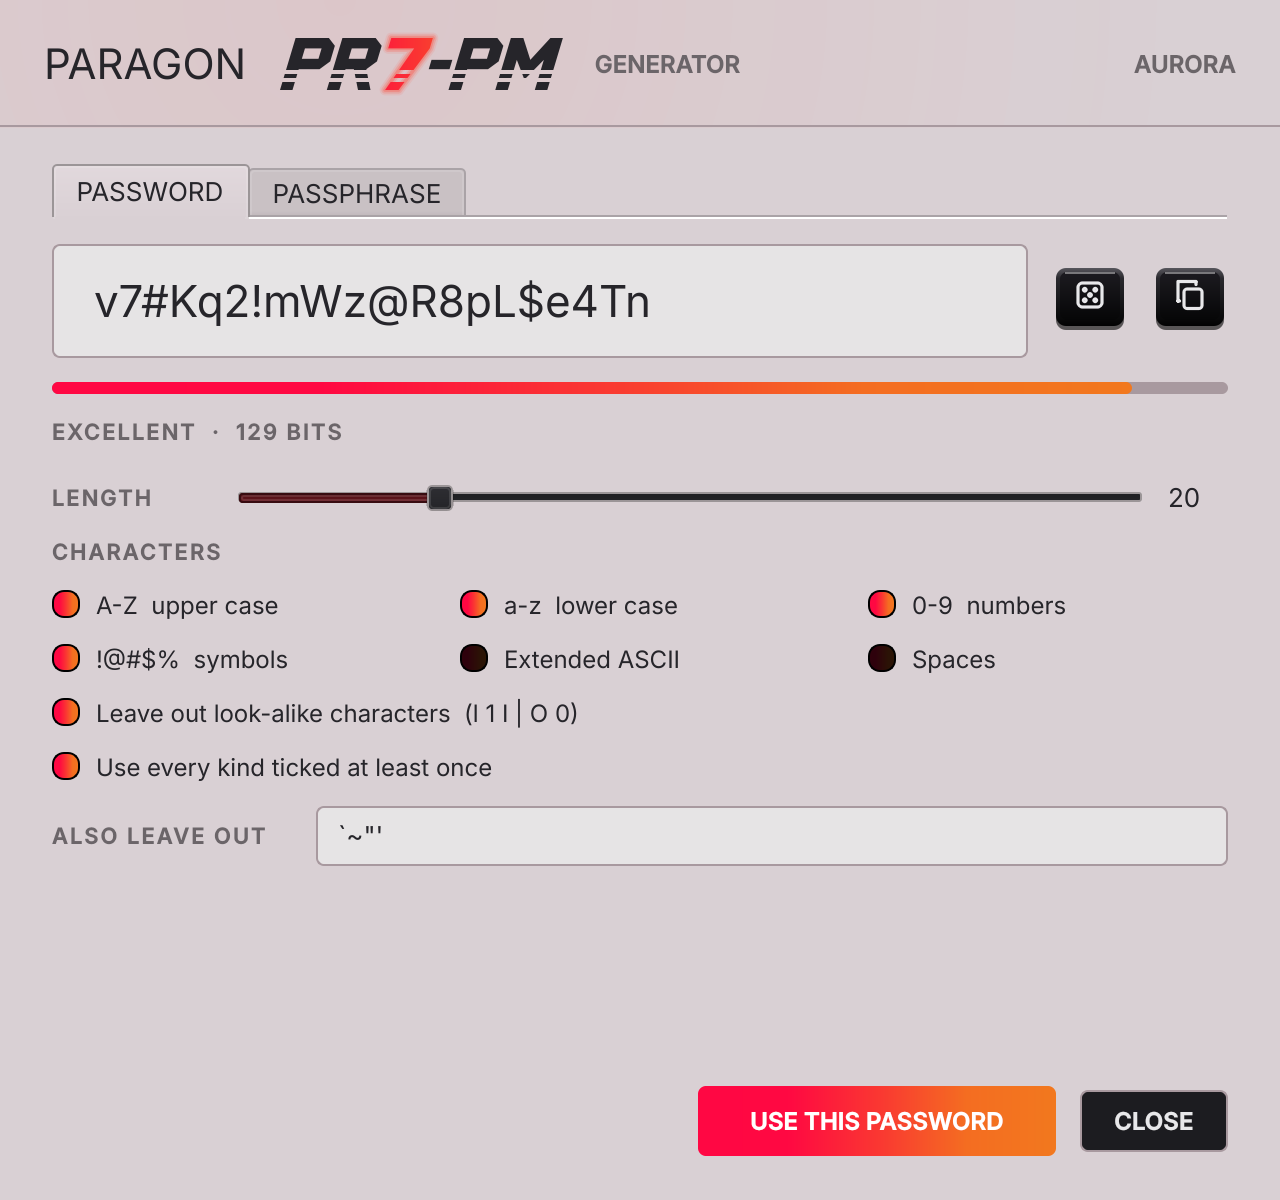 PARAGON PR7-PM GENERATOR AURORA
PASSWORD PASSPHRASE
v7#Kq2!mWz@R8pL$e4Tn
EXCELLENT · 129 BITS
LENGTH 20
CHARACTERS
A-Z upper case a-z lower case 0-9 numbers
!@#$% symbols Extended ASCII Spaces
Leave out look-alike characters (l 1 I | O 0)
Use every kind ticked at least once
ALSO LEAVE OUT `~"'
USE THIS PASSWORD CLOSE